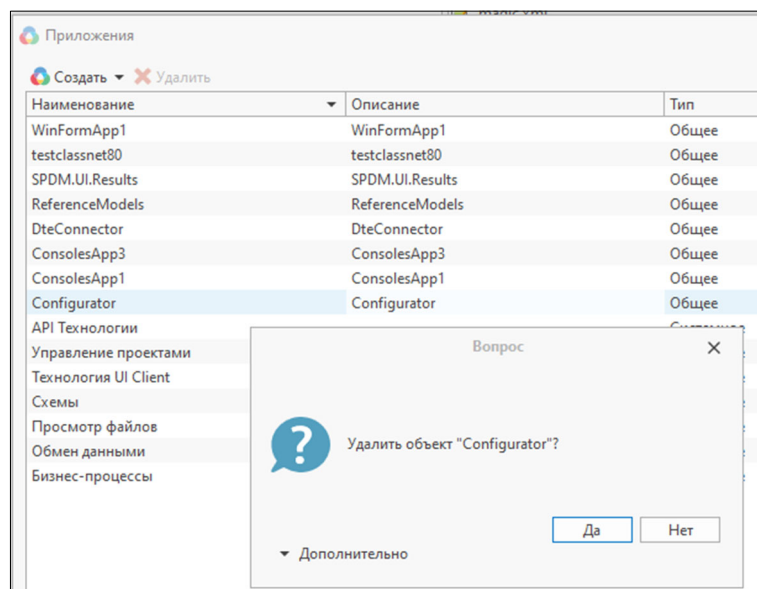 magic.xml
Приложения
Создать Удалить
Наименование Описание Тип
WinFormApp1 WinFormApp1 Общее
testclassnet80 testclassnet80 Общее
SPDM.UI.Results SPDM.UI.Results Общее
ReferenceModels ReferenceModels Общее
DteConnector DteConnector Общее
ConsolesApp3 ConsolesApp3 Общее
ConsolesApp1 ConsolesApp1 Общее
Configurator Configurator Общее
API Технологии
Управление проектами
Технология UI Client
Схемы
Просмотр файлов
Обмен данными
Бизнес-процессы
Вопрос
Удалить объект "Configurator"?
Да Нет
Дополнительно